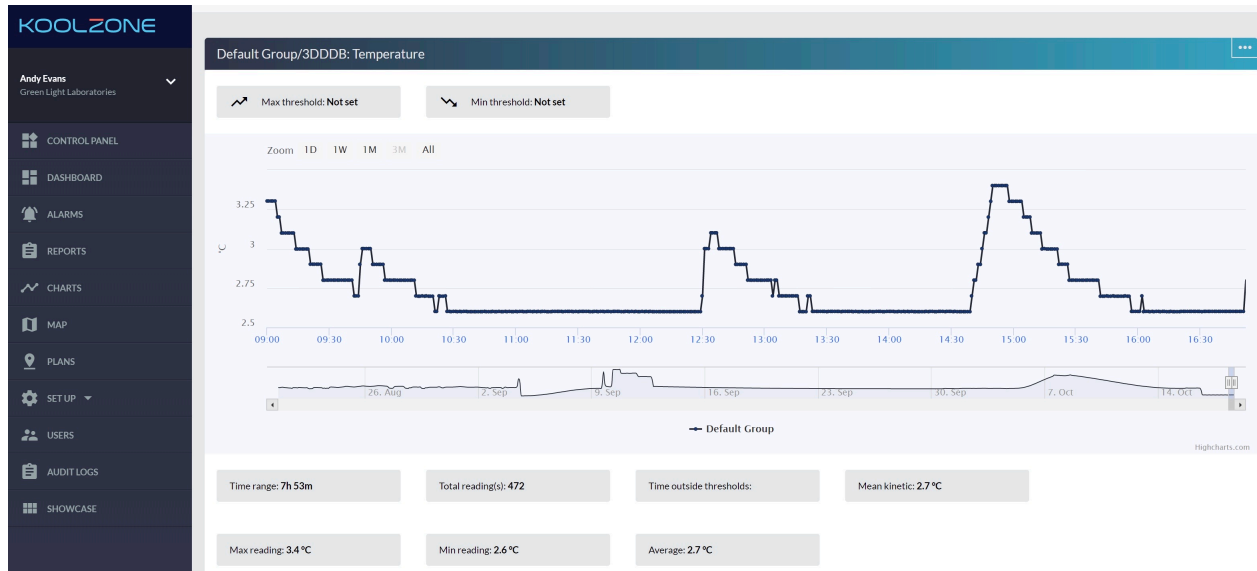 KOOLZONE
Andy Evans
Green Light Laboratories
CONTROL PANEL
DASHBOARD
ALARMS
REPORTS
CHARTS
MAP
PLANS
SET UP
USERS
AUDIT LOGS
SHOWCASE
Default Group/3DDDB: Temperature
Max threshold: Not set
Min threshold: Not set
Zoom 1D 1W 1M 3M All
°C
3.25
3
2.75
2.5
09:00 09:30 10:00 10:30 11:00 11:30 12:00 12:30 13:00 13:30 14:00 14:30 15:00 15:30 16:00 16:30
26. Aug 2. Sep 9. Sep 16. Sep 23. Sep 30. Sep 7. Oct 14. Oct
Default Group
Highcharts.com
Time range: 7h 53m
Total reading(s): 472
Time outside thresholds:
Mean kinetic: 2.7 °C
Max reading: 3.4 °C
Min reading: 2.6 °C
Average: 2.7 °C